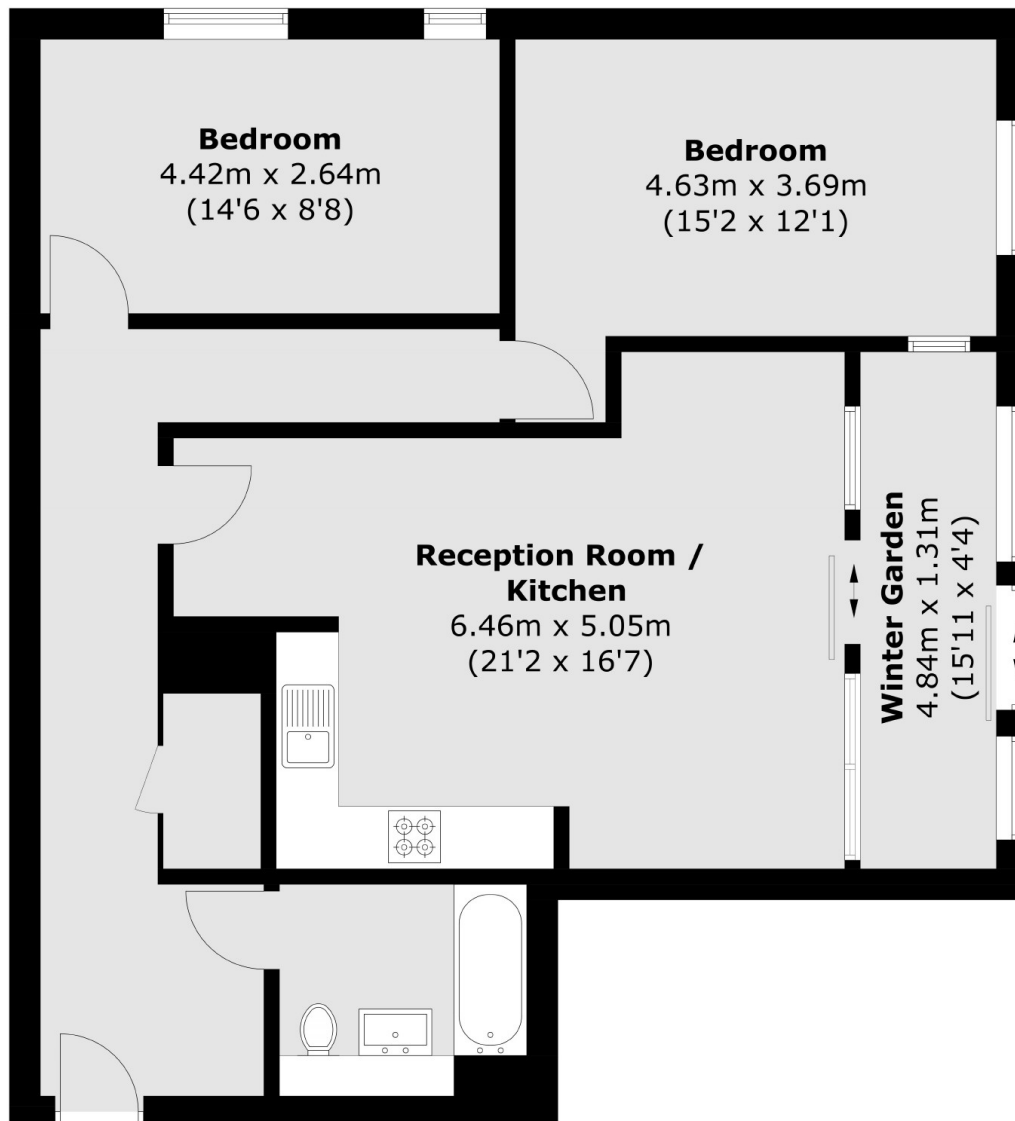 Bedroom
4.42m x 2.64m
(14'6 x 8'8)
Bedroom
4.63m x 3.69m
(15'2 x 12'1)
Reception Room /
Kitchen
6.46m x 5.05m
(21'2 x 16'7)
Winter Garden
4.84m x 1.31m
(15'11 x 4'4)